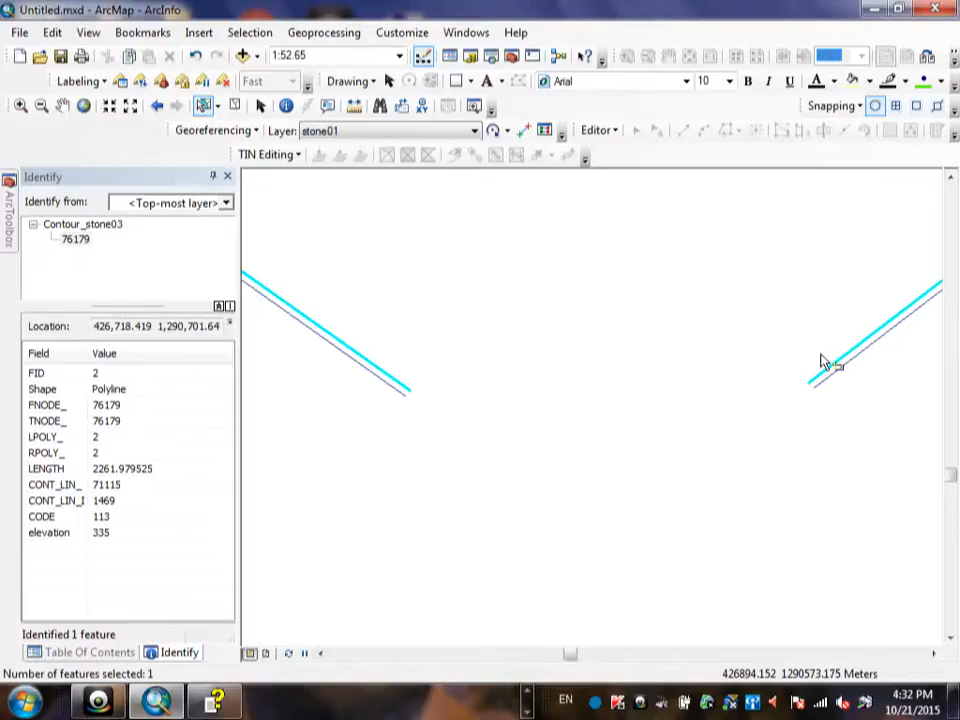 Untitled.mxd - ArcMap - ArcInfo
File Edit View Bookmarks Insert Selection Geoprocessing Customize Windows Help
1:52.65
Labeling Fast Drawing A Arial 10 B I U A
Snapping
Georeferencing Layer: stone01 Editor
TIN Editing
ArcToolbox
Identify
Identify from: <Top-most layer>
Contour_stone03
76179
Location: 426,718.419 1,290,701.64
Field Value
FID 2
Shape Polyline
FNODE_ 76179
TNODE_ 76179
LPOLY_ 2
RPOLY_ 2
LENGTH 2261.979525
CONT_LIN_ 71115
CONT_LIN_I 1469
CODE 113
elevation 335
Identified 1 feature
Table Of Contents Identify
Number of features selected: 1
426894.152 1290573.175 Meters
EN
4:32 PM
10/21/2015